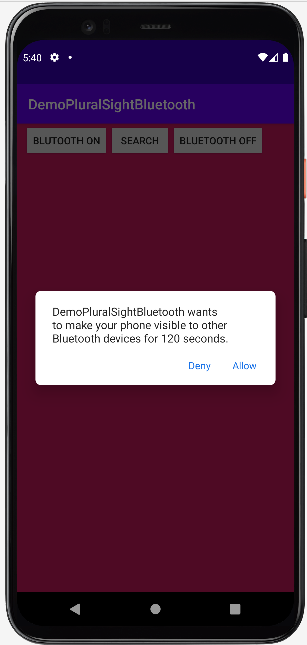 5:40
DemoPluralSightBluetooth
BLUTOOTH ON SEARCH BLUETOOTH OFF
DemoPluralSightBluetooth wants
to make your phone visible to other
Bluetooth devices for 120 seconds.
Deny Allow